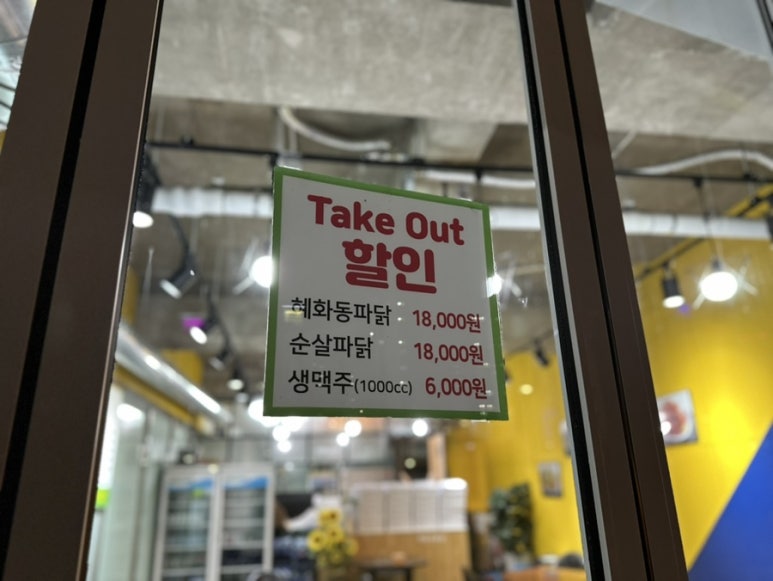 Take Out
할인
혜화동파닭 18,000원
순살파닭 18,000원
생맥주(1000cc) 6,000원